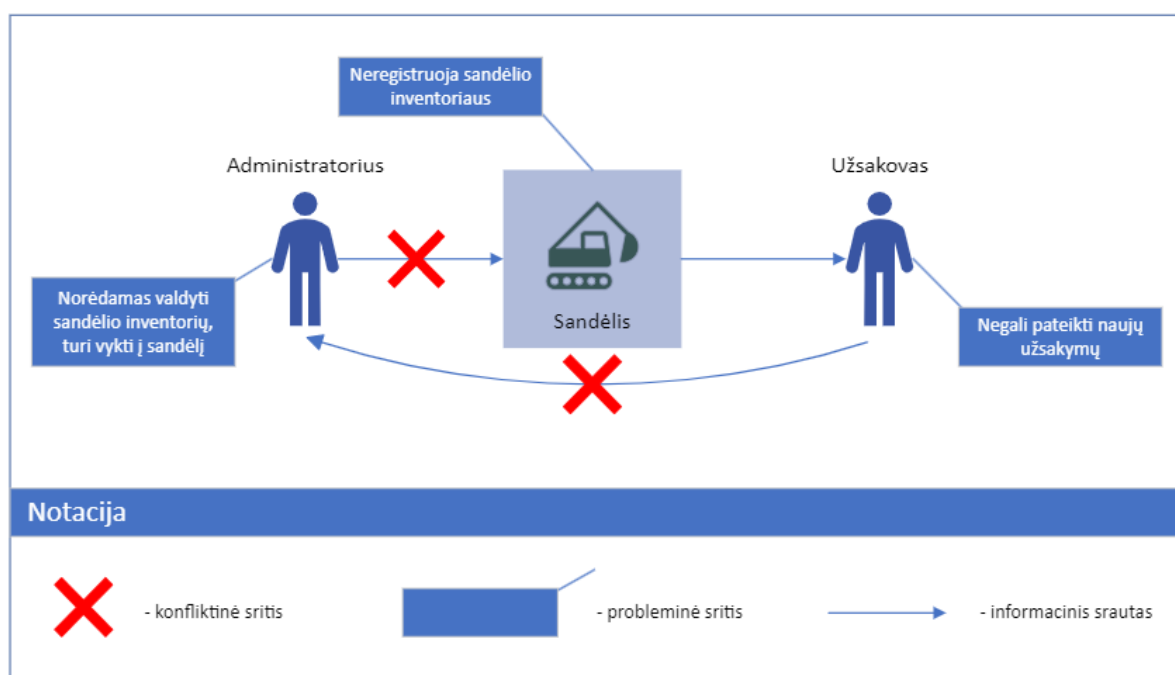 Neregistruoja sandėlio
inventoriaus
Administratorius
Užsakovas
Norėdamas valdyti
sandėlio inventorių,
turi vykti į sandėlį
Sandėlis
Negali pateikti naujų
užsakymų
Notacija
- konfliktinė sritis
- probleminė sritis
- informacinis srautas